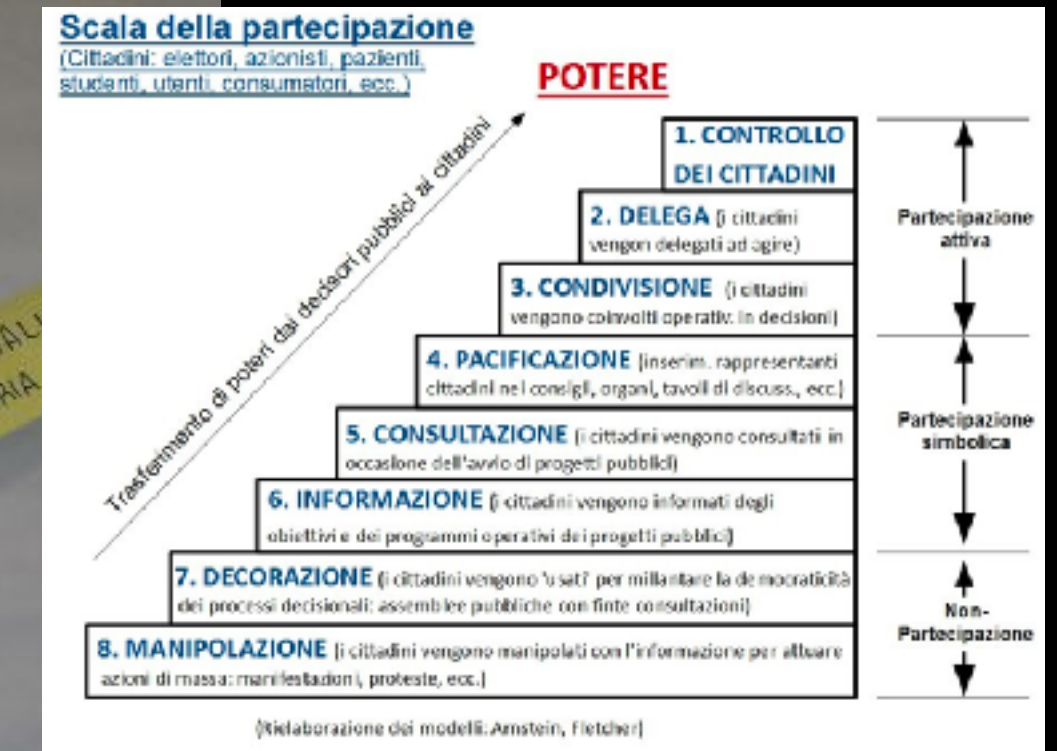 Scala della partecipazione
(Cittadini: elettori, azionisti, pazienti,
studenti, utenti, consumatori, ecc.)
POTERE
Trasferimento di poteri dai decisori pubblici ai cittadini
1. CONTROLLO
DEI CITTADINI
2. DELEGA (i cittadini
vengon delegati ad agire)
3. CONDIVISIONE (i cittadini
vengono coinvolti operativ. in decisioni)
4. PACIFICAZIONE (inserim. rappresentanti
cittadini nei consigli, organi, tavoli di discuss., ecc.)
5. CONSULTAZIONE (i cittadini vengono consultati in
occasione dell'avvio di progetti pubblici)
6. INFORMAZIONE (i cittadini vengono informati degli
obiettivi e dei programmi operativi dei progetti pubblici)
7. DECORAZIONE (i cittadini vengono 'usati' per millantare la democraticità
dei processi decisionali: assemblee pubbliche con finte consultazioni)
8. MANIPOLAZIONE (i cittadini vengono manipolati con l'informazione per attuare
azioni di massa: manifestazioni, proteste, ecc.)
Partecipazione
attiva
Partecipazione
simbolica
Non-
Partecipazione
(Rielaborazione dei modelli: Arnstein, Fletcher)